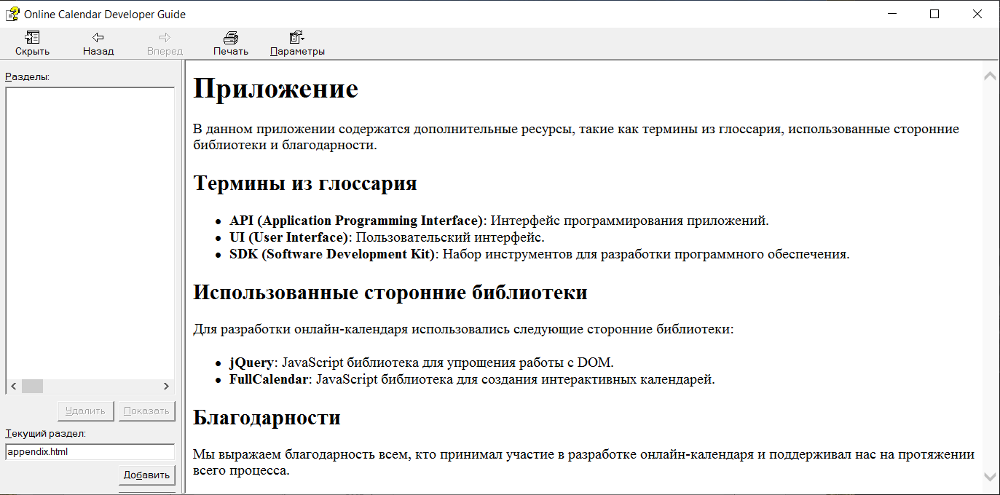 Online Calendar Developer Guide
Скрыть Назад Вперед Печать Параметры
Разделы:
Удалить Показать
Текущий раздел:
appendix.html
Добавить
Приложение
В данном приложении содержатся дополнительные ресурсы, такие как термины из глоссария, использованные сторонние
библиотеки и благодарности.
Термины из глоссария
API (Application Programming Interface): Интерфейс программирования приложений.
UI (User Interface): Пользовательский интерфейс.
SDK (Software Development Kit): Набор инструментов для разработки программного обеспечения.
Использованные сторонние библиотеки
Для разработки онлайн-календаря использовались следующие сторонние библиотеки:
jQuery: JavaScript библиотека для упрощения работы с DOM.
FullCalendar: JavaScript библиотека для создания интерактивных календарей.
Благодарности
Мы выражаем благодарность всем, кто принимал участие в разработке онлайн-календаря и поддерживал нас на протяжении
всего процесса.